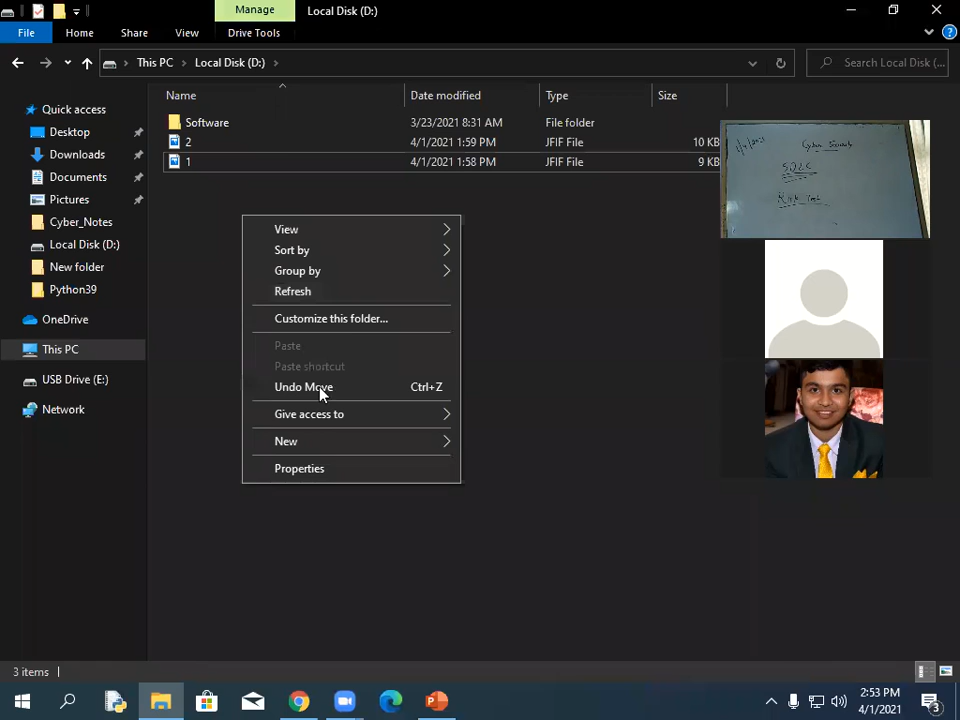 Manage
Local Disk (D:)
File
Home
Share
View
Drive Tools
This PC
Local Disk (D:)
Search Local Disk (...
Name
Date modified
Type
Size
Quick access
Desktop
Downloads
Documents
Pictures
Cyber_Notes
Local Disk (D:)
New folder
Python39
OneDrive
This PC
USB Drive (E:)
Network
Software
3/23/2021 8:31 AM
File folder
2
4/1/2021 1:59 PM
JFIF File
10 KB
1
4/1/2021 1:58 PM
JFIF File
9 KB
View
Sort by
Group by
Refresh
Customize this folder...
Paste
Paste shortcut
Undo Move
Ctrl+Z
Give access to
New
Properties
Cyber
3 items
2:53 PM
4/1/2021
3